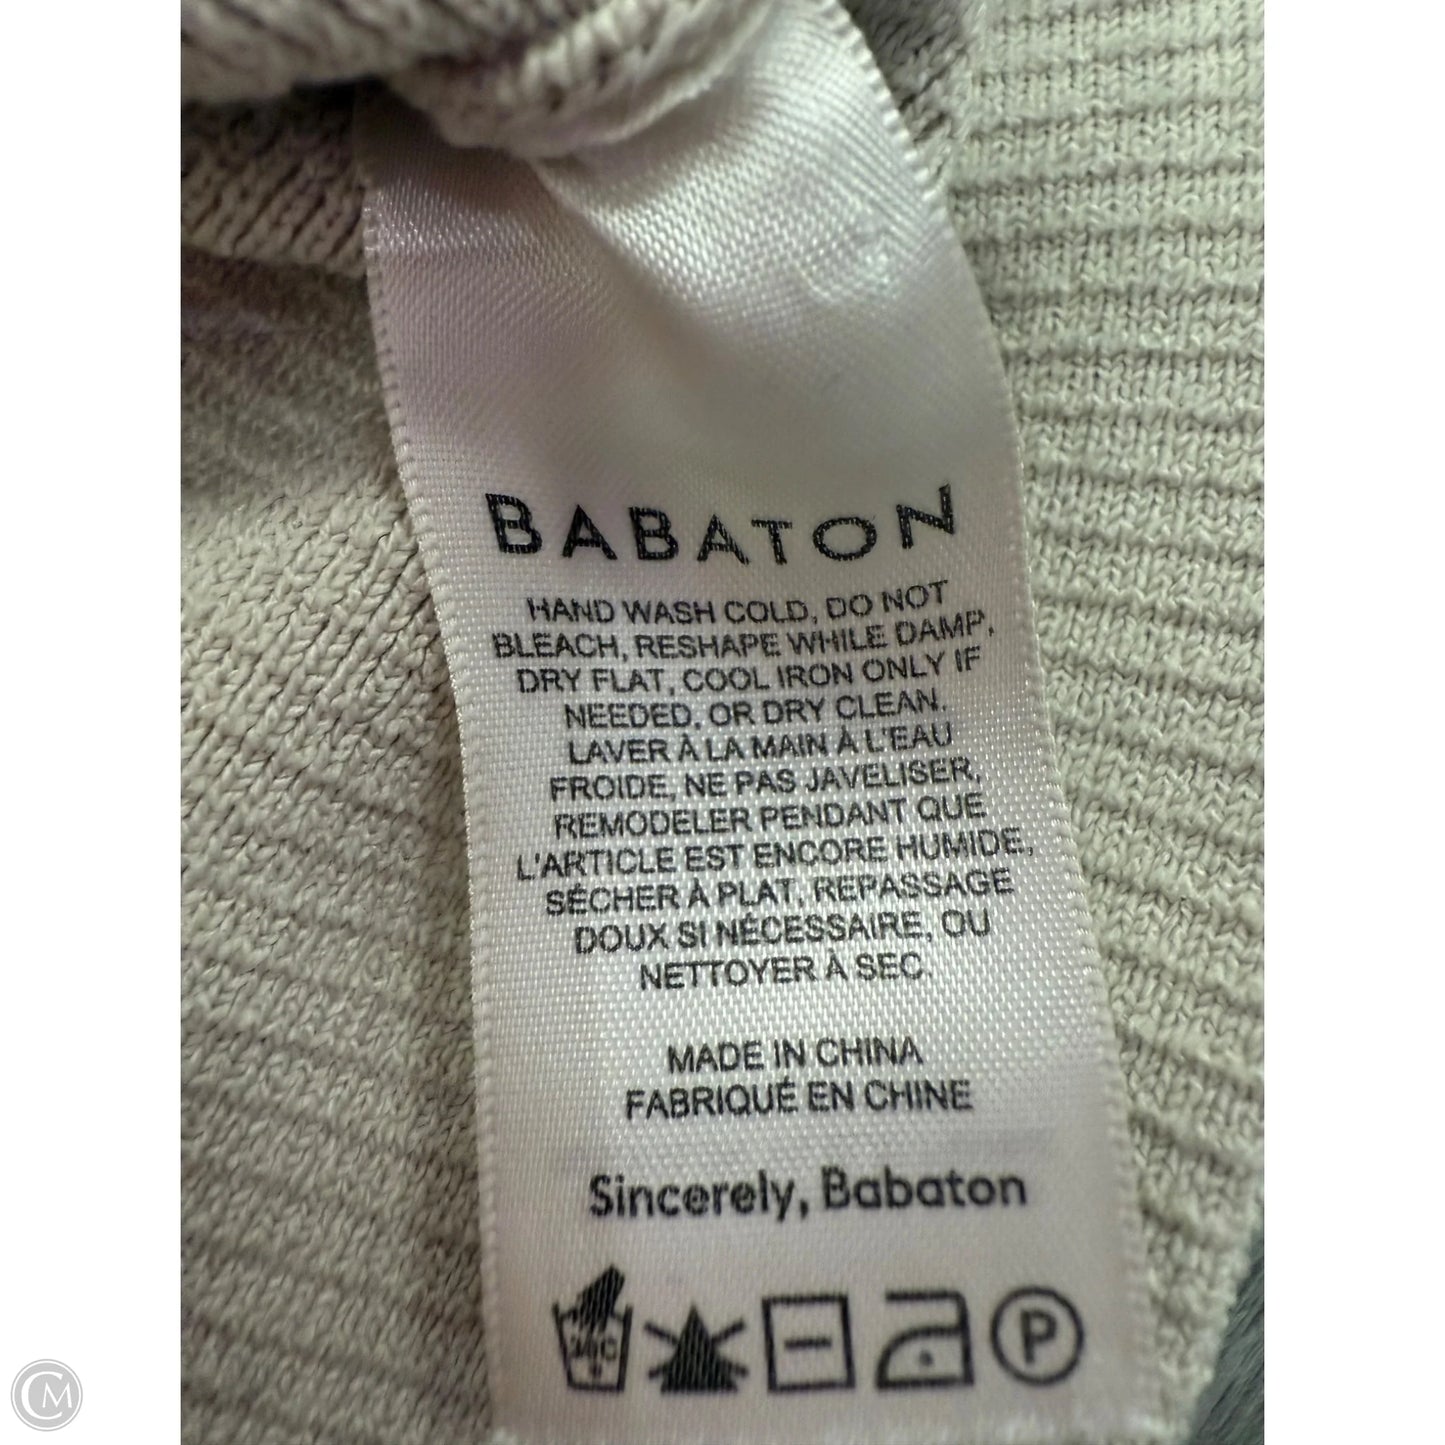 BABATON
HAND WASH COLD, DO NOT
BLEACH, RESHAPE WHILE DAMP,
DRY FLAT, COOL IRON ONLY IF
NEEDED, OR DRY CLEAN.
LAVER À LA MAIN À L'EAU
FROIDE, NE PAS JAVELISER,
REMODELER PENDANT QUE
L'ARTICLE EST ENCORE HUMIDE,
SÉCHER À PLAT, REPASSAGE
DOUX SI NÉCESSAIRE, OU
NETTOYER À SEC.
MADE IN CHINA
FABRIQUÉ EN CHINE
Sincerely, Babaton
30C
P
CM